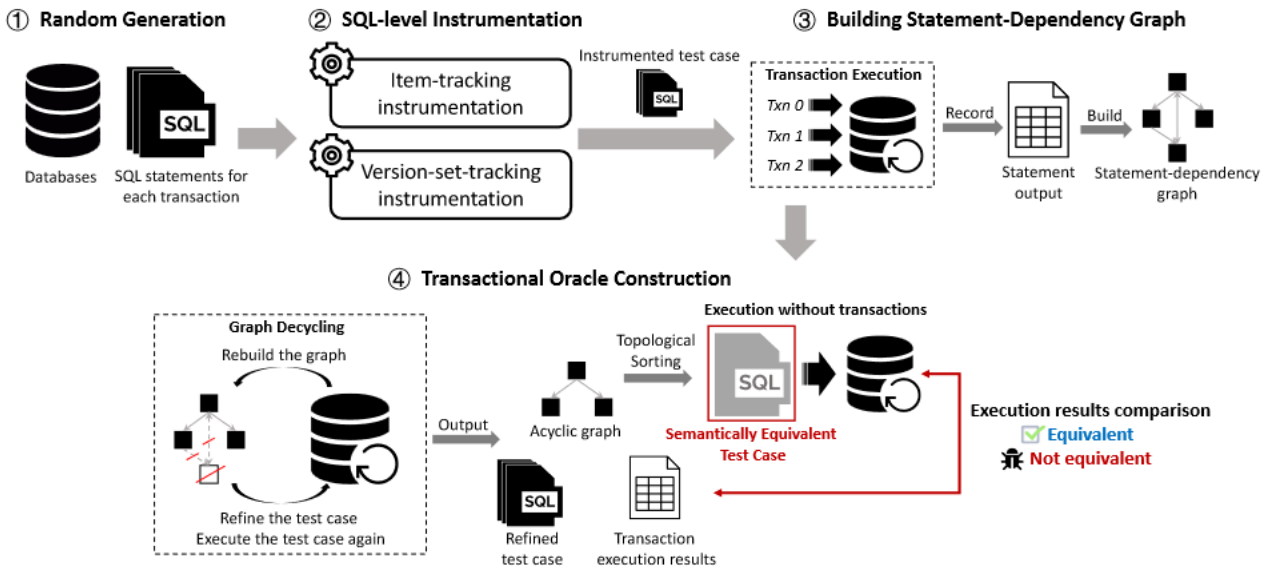 ① Random Generation
② SQL-level Instrumentation
③ Building Statement-Dependency Graph
SQL
Databases
SQL statements for
each transaction
Item-tracking
instrumentation
Version-set-tracking
instrumentation
Instrumented test case
SQL
Transaction Execution
Txn 0
Txn 1
Txn 2
Record
Statement
output
Build
Statement-dependency
graph
④ Transactional Oracle Construction
Graph Decycling
Rebuild the graph
Refine the test case
Execute the test case again
Output
Acyclic graph
SQL
Refined
test case
Transaction
execution results
Topological
Sorting
Execution without transactions
SQL
Semantically Equivalent
Test Case
Execution results comparison
Equivalent
Not equivalent